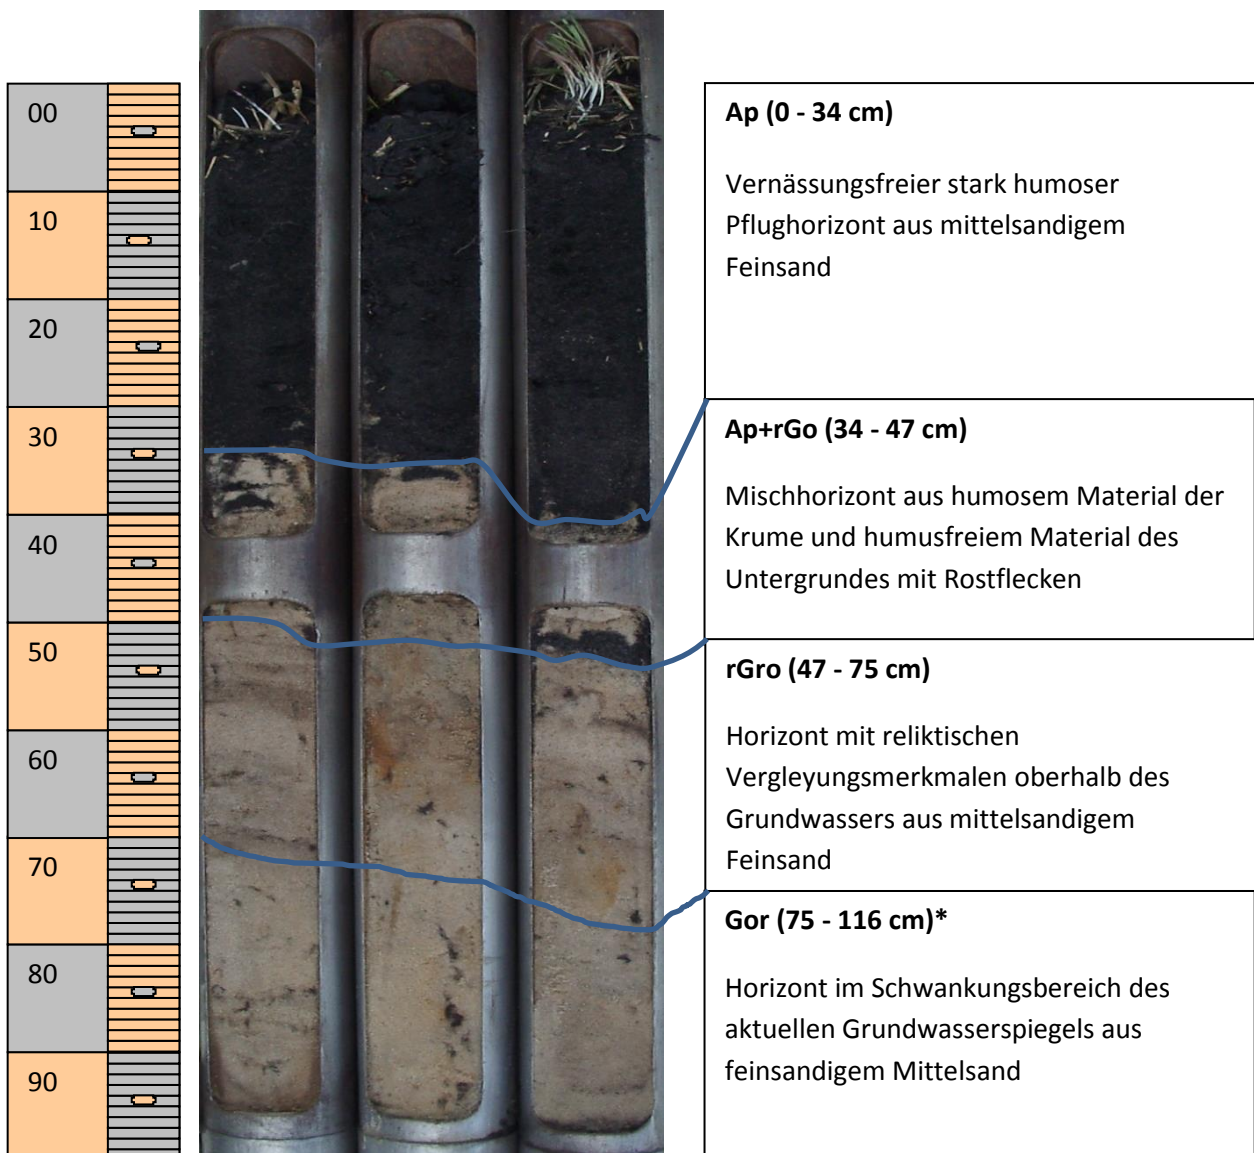 00
10
20
30
40
50
60
70
80
90
Ap (0 - 34 cm)
Vernässungsfreier stark humoser
Pflughorizont aus mittelsandigem
Feinsand
Ap+rGo (34 - 47 cm)
Mischhorizont aus humosem Material der
Krume und humusfreiem Material des
Untergrundes mit Rostflecken
rGro (47 - 75 cm)
Horizont mit reliktischen
Vergleyungsmerkmalen oberhalb des
Grundwassers aus mittelsandigem
Feinsand
Gor (75 - 116 cm)*
Horizont im Schwankungsbereich des
aktuellen Grundwasserspiegels aus
feinsandigem Mittelsand